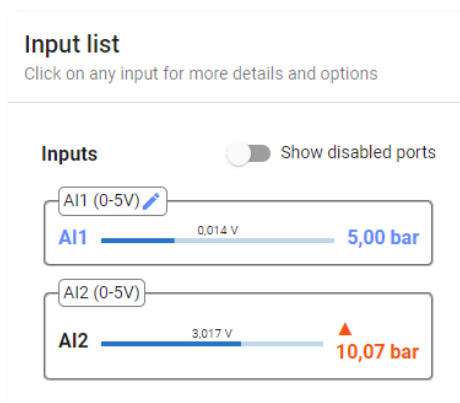 Input list
Click on any input for more details and options
Inputs
Show disabled ports
AI1 (0-5V)
AI1
0,014 V
5,00 bar
AI2 (0-5V)
AI2
3,017 V
▲
10,07 bar